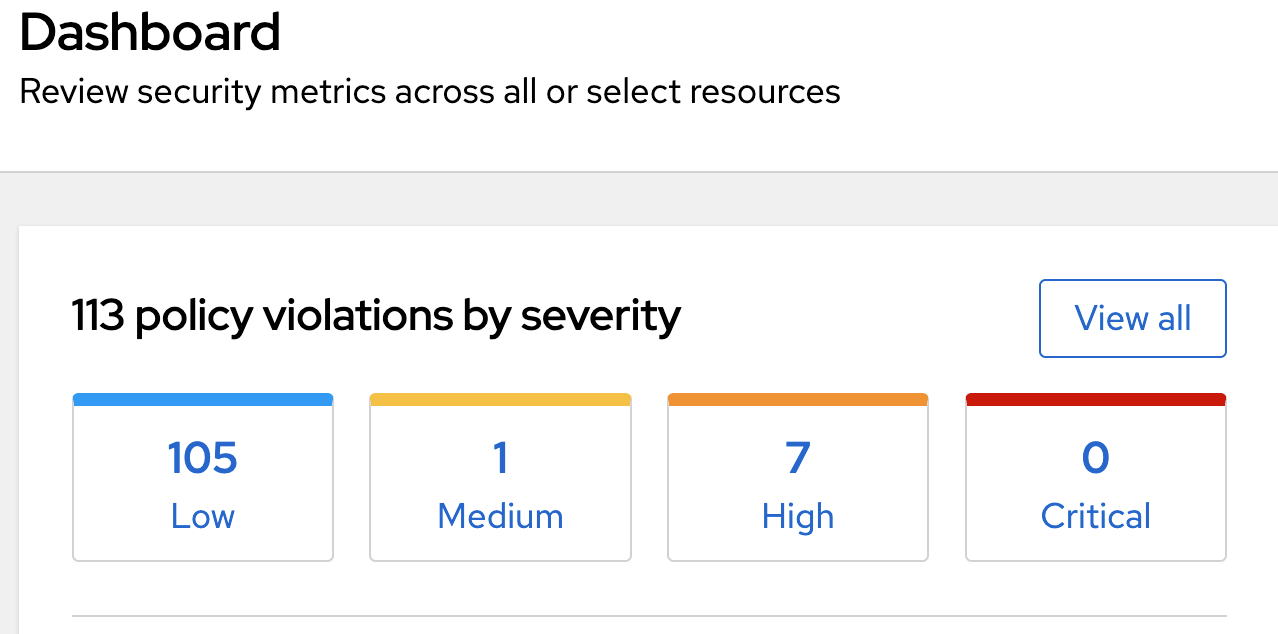 Dashboard
Review security metrics across all or select resources
113 policy violations by severity
View all
105
Low
1
Medium
7
High
0
Critical